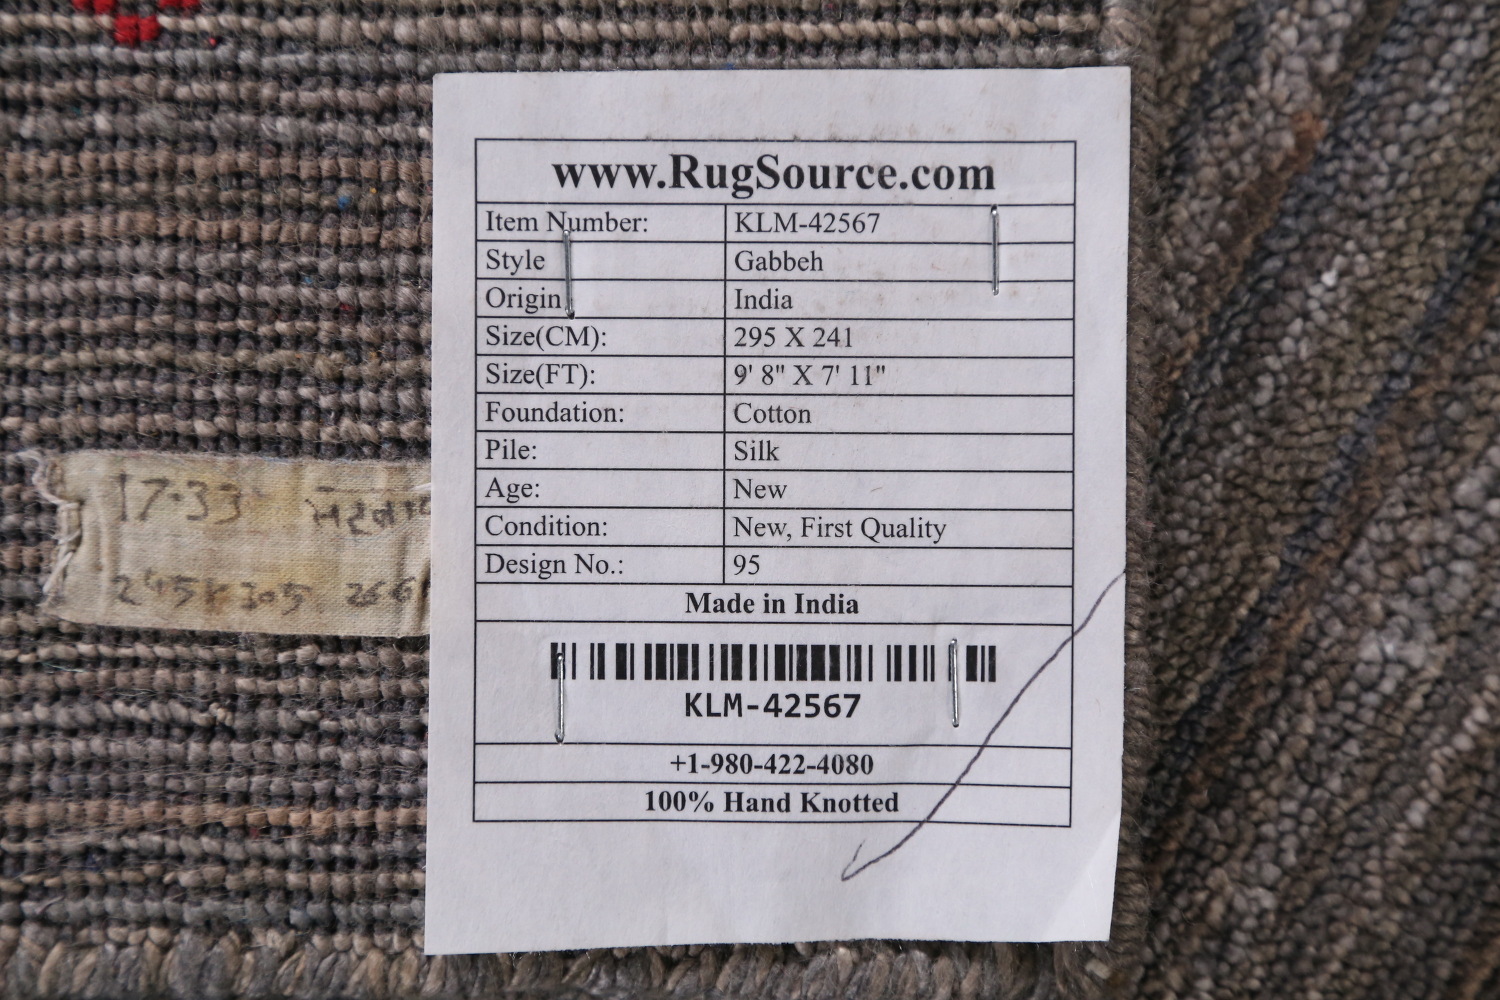 www.RugSource.com
Item Number: KLM-42567
Style Gabbeh
Origin India
Size(CM): 295 X 241
Size(FT): 9' 8" X 7' 11"
Foundation: Cotton
Pile: Silk
Age: New
Condition: New, First Quality
Design No.: 95
Made in India
KLM-42567
+1-980-422-4080
100% Hand Knotted
17-33
245x305 266